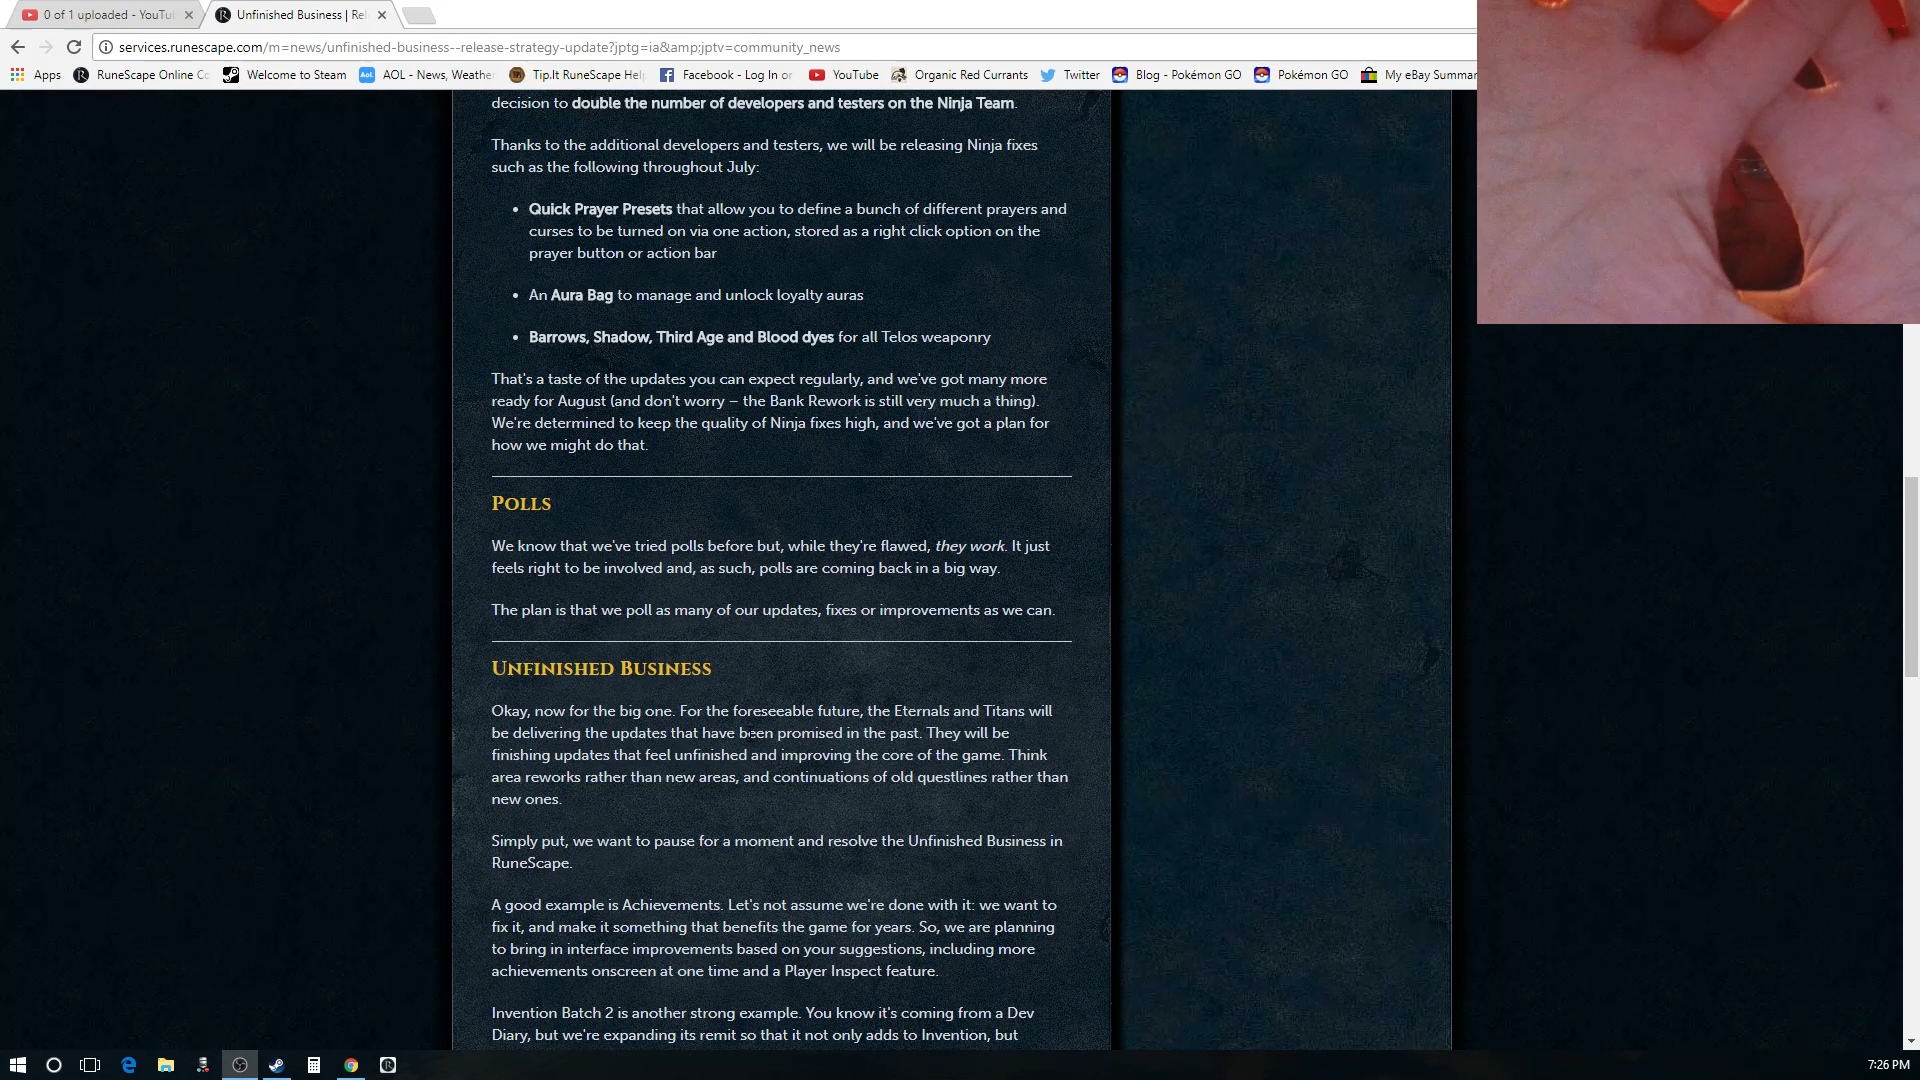 0 of 1 uploaded - YouTu
Unfinished Business | Rel
services.runescape.com/m=news/unfinished-business--release-strategy-update?jptg=ia&amp;jptv=community_news
Apps
RuneScape Online Co
Welcome to Steam
Aol.
AOL - News, Weather
Tip.It RuneScape Help
Facebook - Log In or
YouTube
Organic Red Currants
Twitter
Blog - Pokémon GO
Pokémon GO
My eBay Summar
decision to double the number of developers and testers on the Ninja Team.
Thanks to the additional developers and testers, we will be releasing Ninja fixes
such as the following throughout July:
• Quick Prayer Presets that allow you to define a bunch of different prayers and
curses to be turned on via one action, stored as a right click option on the
prayer button or action bar
• An Aura Bag to manage and unlock loyalty auras
• Barrows, Shadow, Third Age and Blood dyes for all Telos weaponry
That's a taste of the updates you can expect regularly, and we've got many more
ready for August (and don't worry – the Bank Rework is still very much a thing).
We're determined to keep the quality of Ninja fixes high, and we've got a plan for
how we might do that.
Polls
We know that we've tried polls before but, while they're flawed, they work. It just
feels right to be involved and, as such, polls are coming back in a big way.
The plan is that we poll as many of our updates, fixes or improvements as we can.
Unfinished Business
Okay, now for the big one. For the foreseeable future, the Eternals and Titans will
be delivering the updates that have been promised in the past. They will be
finishing updates that feel unfinished and improving the core of the game. Think
area reworks rather than new areas, and continuations of old questlines rather than
new ones.
Simply put, we want to pause for a moment and resolve the Unfinished Business in
RuneScape.
A good example is Achievements. Let's not assume we're done with it: we want to
fix it, and make it something that benefits the game for years. So, we are planning
to bring in interface improvements based on your suggestions, including more
achievements onscreen at one time and a Player Inspect feature.
Invention Batch 2 is another strong example. You know it's coming from a Dev
Diary, but we're expanding its remit so that it not only adds to Invention, but
7:26 PM